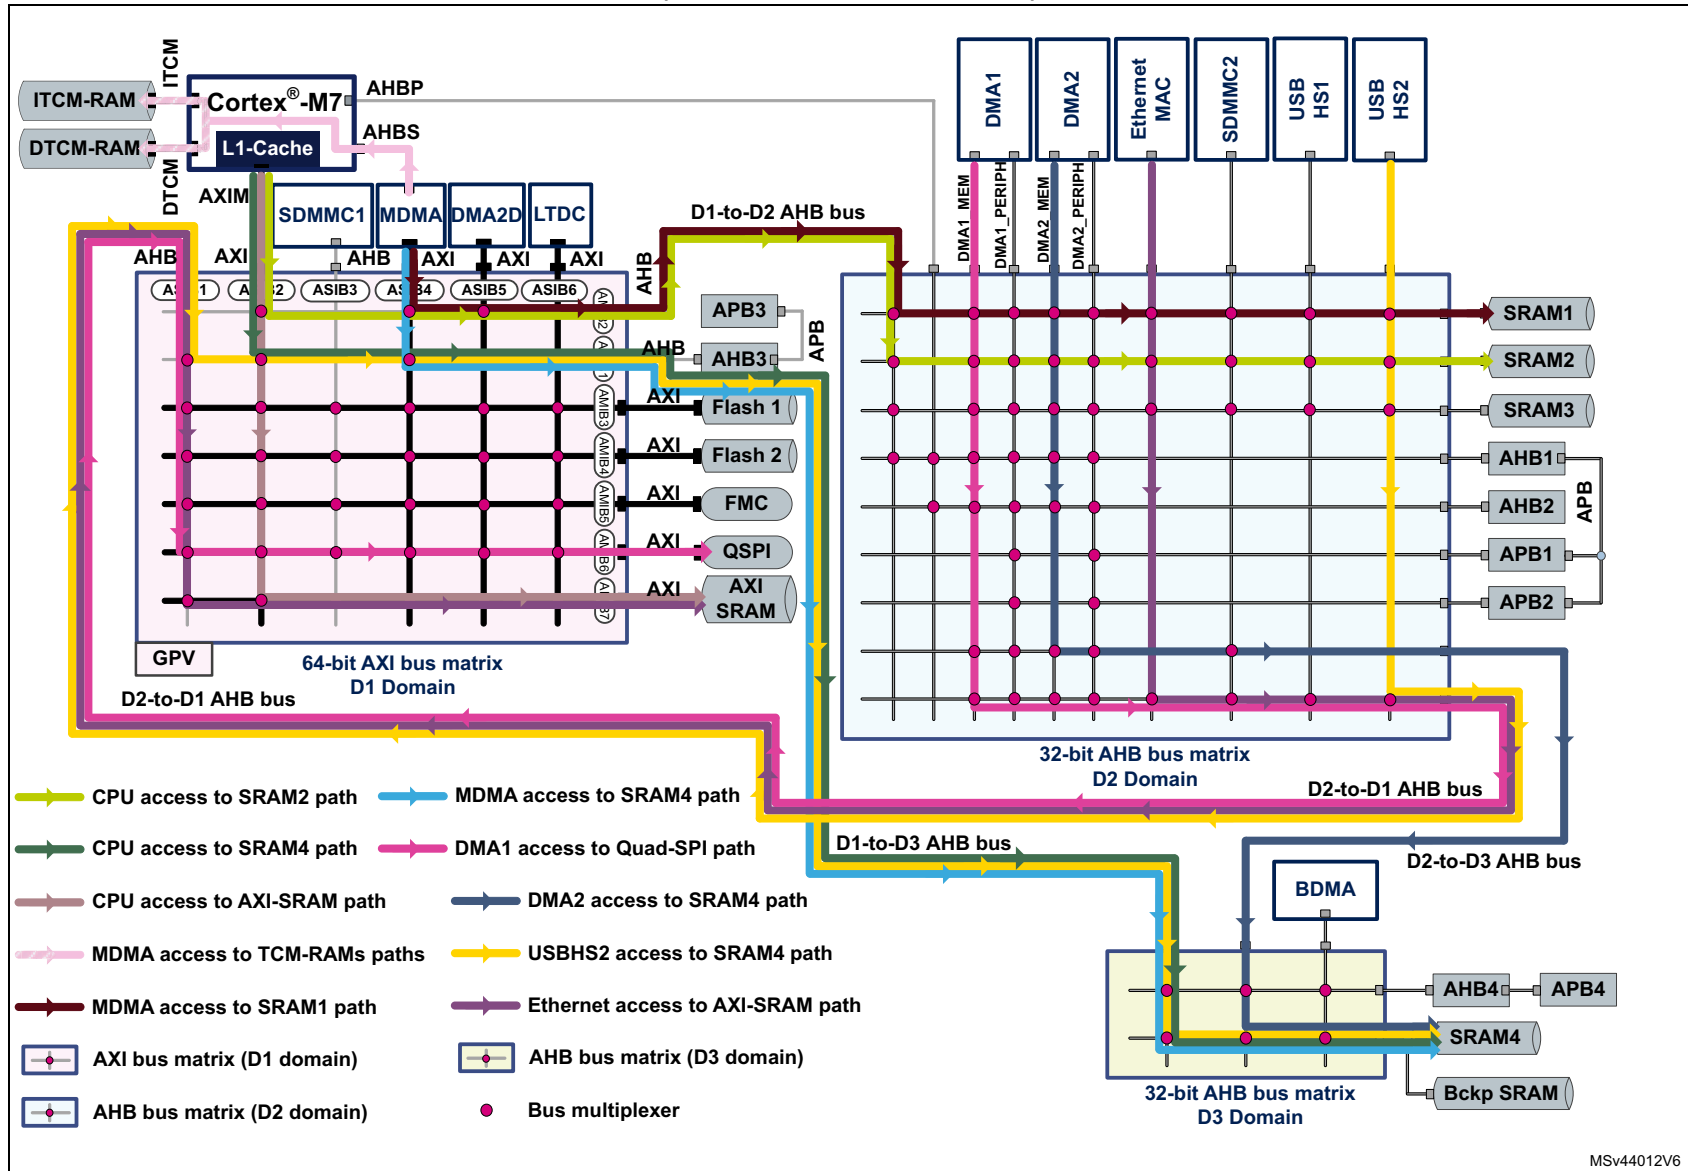 ITCM-RAM
DTCM-RAM
ITCM
DTCM
Cortex®-M7
L1-Cache
AHBP
AHBS
AXIM
SDMMC1
MDMA
DMA2D
LTDC
AHB
AXI
AHB
AXI
AXI
AXI
ASIB3
ASIB5
ASIB6
AHB
D1-to-D2 AHB bus
APB3
APB
AHB
AHB3
AXI
Flash 1
AMIB3
AXI
Flash 2
AMIB4
AXI
FMC
AMIB5
AXI
QSPI
AXI
AXI
SRAM
GPV
64-bit AXI bus matrix
D1 Domain
D2-to-D1 AHB bus
DMA1
DMA2
Ethernet
MAC
SDMMC2
USB
HS1
USB
HS2
DMA1_MEM
DMA1_PERIPH
DMA2_MEM
DMA2_PERIPH
SRAM1
SRAM2
SRAM3
AHB1
AHB2
APB
APB1
APB2
32-bit AHB bus matrix
D2 Domain
D2-to-D1 AHB bus
D1-to-D3 AHB bus
D2-to-D3 AHB bus
BDMA
AHB4
APB4
SRAM4
Bckp SRAM
32-bit AHB bus matrix
D3 Domain
CPU access to SRAM2 path
MDMA access to SRAM4 path
CPU access to SRAM4 path
DMA1 access to Quad-SPI path
CPU access to AXI-SRAM path
DMA2 access to SRAM4 path
MDMA access to TCM-RAMs paths
USBHS2 access to SRAM4 path
MDMA access to SRAM1 path
Ethernet access to AXI-SRAM path
AXI bus matrix (D1 domain)
AHB bus matrix (D3 domain)
AHB bus matrix (D2 domain)
Bus multiplexer
MSv44012V6